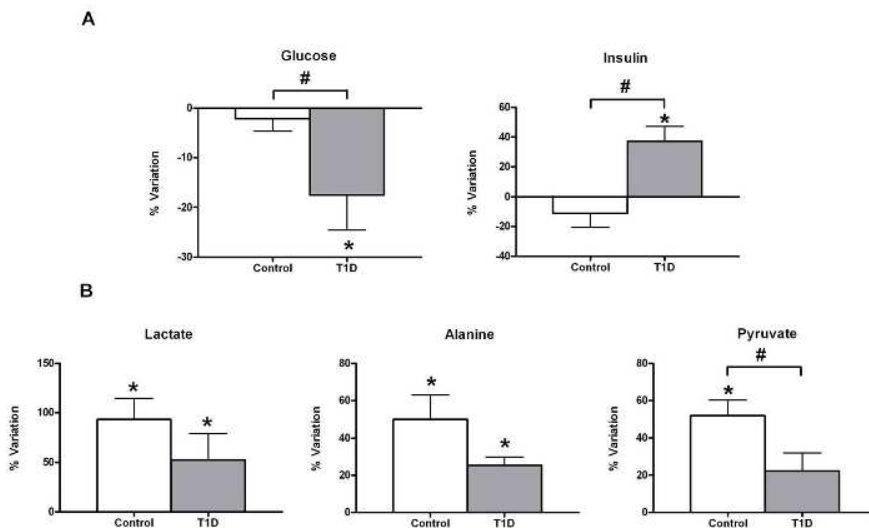 A
Glucose
#
0
-10
-20
-30
% Variation
*
Control T1D
Insulin
#
60
40
20
0
-20
-40
% Variation
*
Control T1D
B
Lactate
150
100
50
0
% Variation
*
*
Control T1D
Alanine
80
60
40
20
0
% Variation
*
*
Control T1D
Pyruvate
#
80
60
40
20
0
% Variation
*
Control T1D